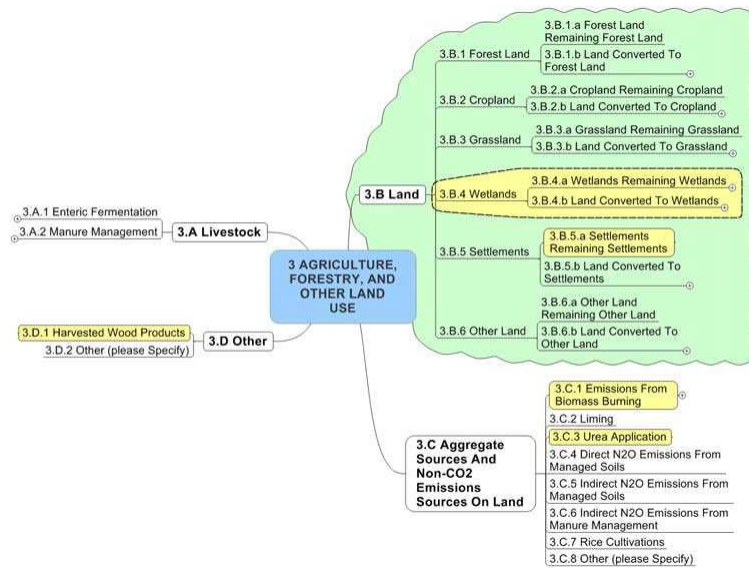 3 AGRICULTURE,
FORESTRY, AND
OTHER LAND
USE
3.A Livestock
3.A.1 Enteric Fermentation
3.A.2 Manure Management
3.B Land
3.B.1 Forest Land
3.B.1.a Forest Land
Remaining Forest Land
3.B.1.b Land Converted To
Forest Land
3.B.2 Cropland
3.B.2.a Cropland Remaining Cropland
3.B.2.b Land Converted To Cropland
3.B.3 Grassland
3.B.3.a Grassland Remaining Grassland
3.B.3.b Land Converted To Grassland
3.B.4 Wetlands
3.B.4.a Wetlands Remaining Wetlands
3.B.4.b Land Converted To Wetlands
3.B.5 Settlements
3.B.5.a Settlements
Remaining Settlements
3.B.5.b Land Converted To
Settlements
3.B.6 Other Land
3.B.6.a Other Land
Remaining Other Land
3.B.6.b Land Converted To
Other Land
3.C Aggregate
Sources And
Non-CO2
Emissions
Sources On Land
3.C.1 Emissions From
Biomass Burning
3.C.2 Liming
3.C.3 Urea Application
3.C.4 Direct N2O Emissions From
Managed Soils
3.C.5 Indirect N2O Emissions From
Managed Soils
3.C.6 Indirect N2O Emissions From
Manure Management
3.C.7 Rice Cultivations
3.C.8 Other (please Specify)
3.D Other
3.D.1 Harvested Wood Products
3.D.2 Other (please Specify)